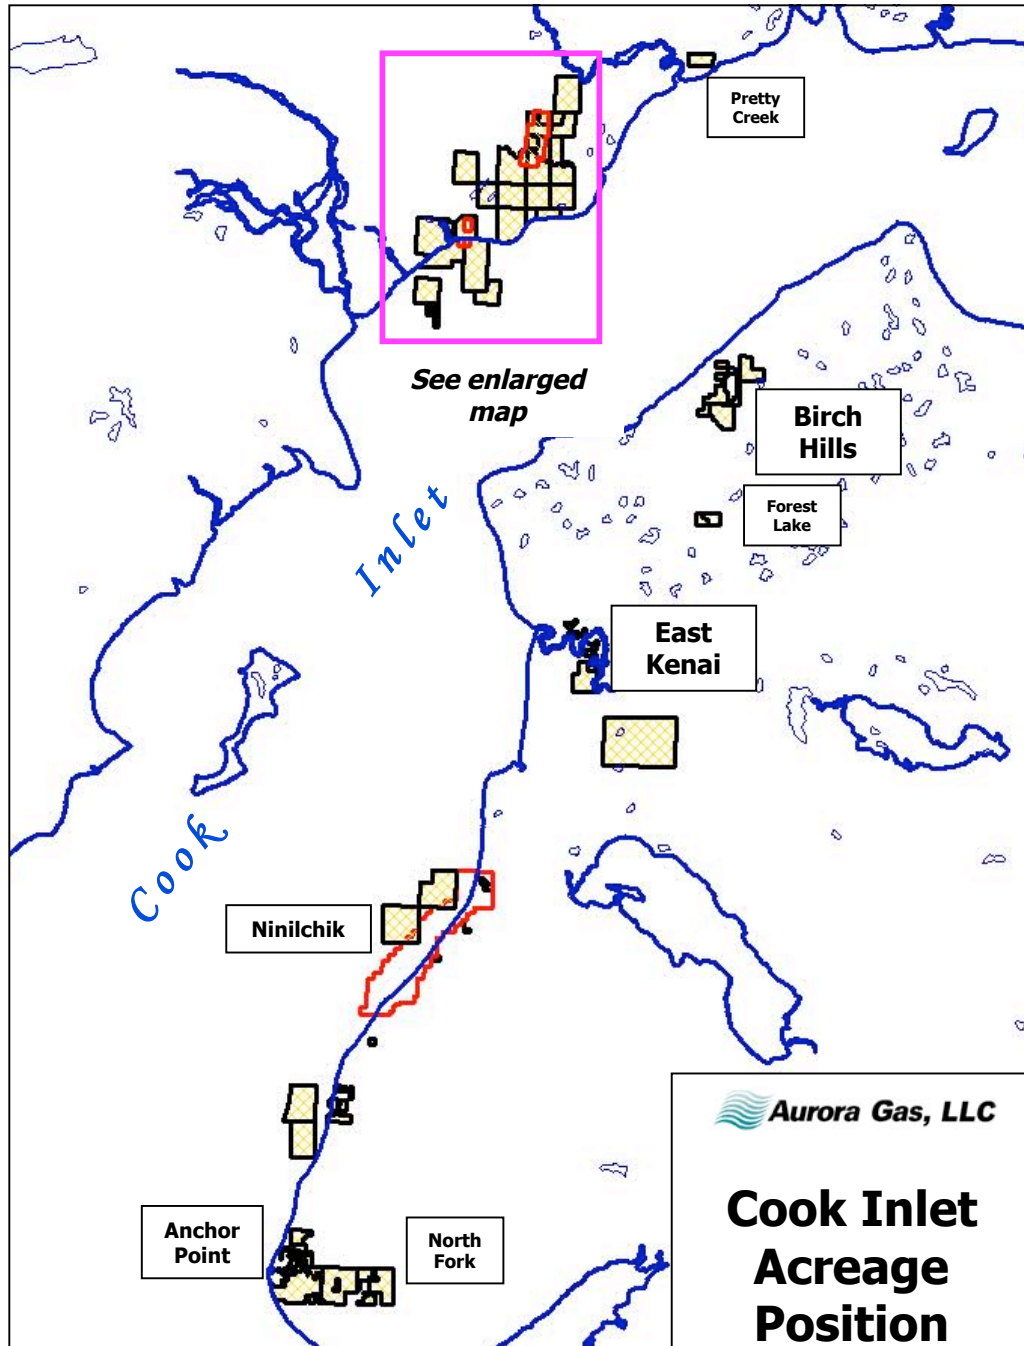 Pretty
Creek
See enlarged
map
Birch
Hills
Forest
Lake
Inlet
East
Kenai
Cook
Ninilchik
Aurora Gas, LLC
Anchor
Point
North
Fork
Cook Inlet
Acreage
Position